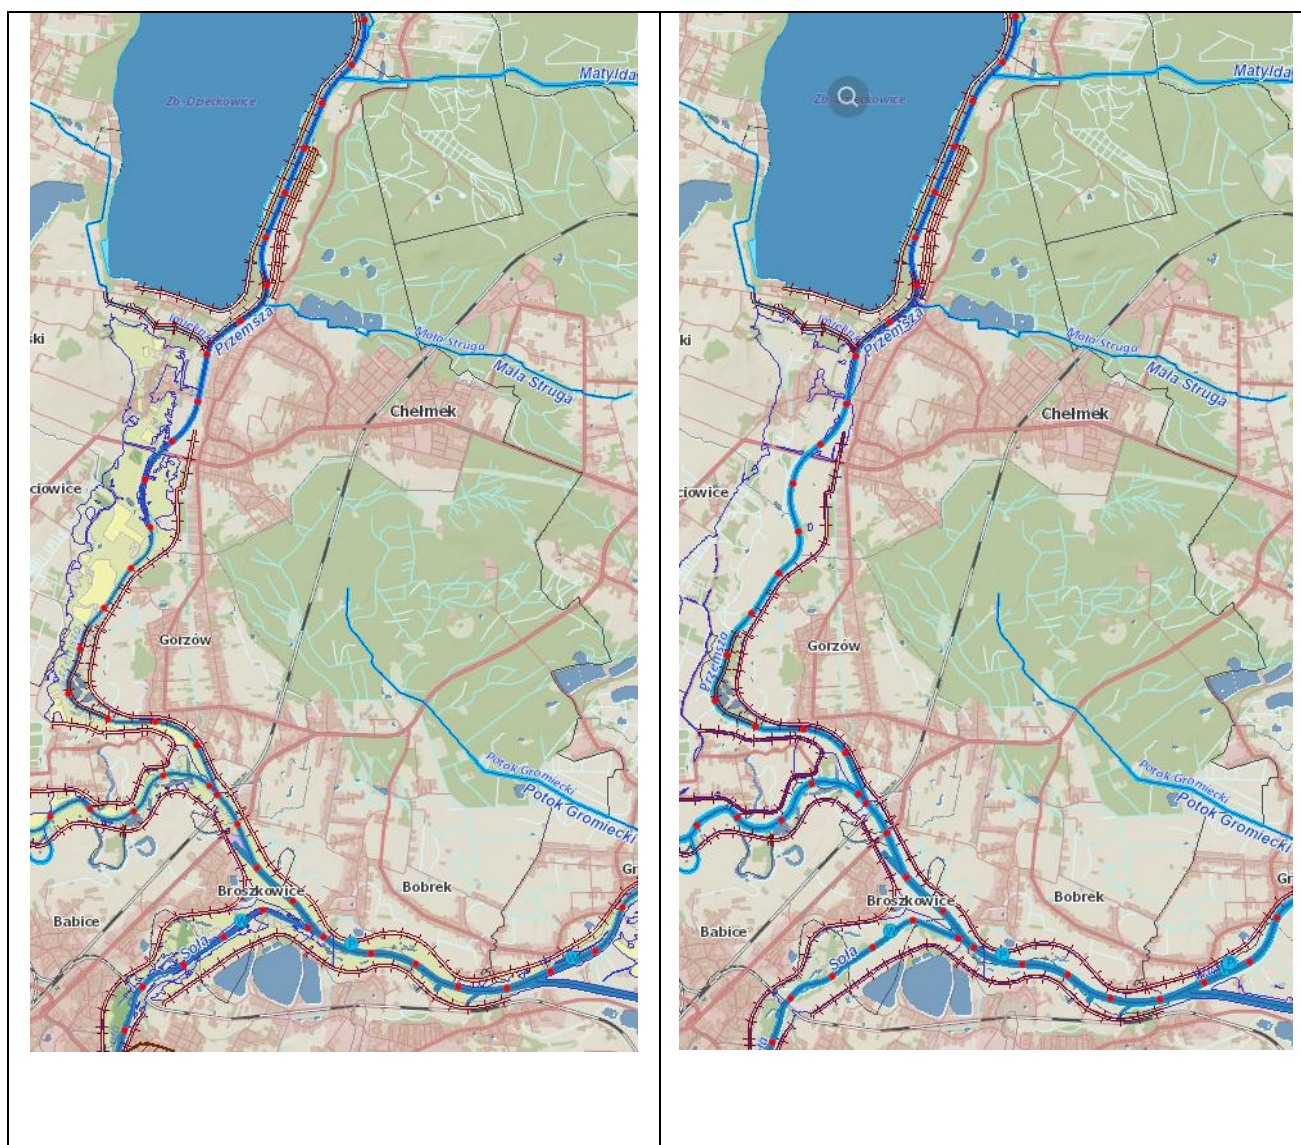 Matylda
Zb. Dziećkowice
Przemsza
Mała Struga
Mała Struga
ski
Chełmek
ciowice
Gorzów
Potok Gromiecki
Potok Gromiecki
Gr
Bobrek
Broszkowice
Babice
W
Soła
P
W
Matylda
Przemsza
Mała Struga
Mała Struga
ki
Chełmek
ciowice
Gorzów
Przemsza
Potok Gromiecki
Potok Gromiecki
Gr
Bobrek
Broszkowice
Babice
W
Soła
P